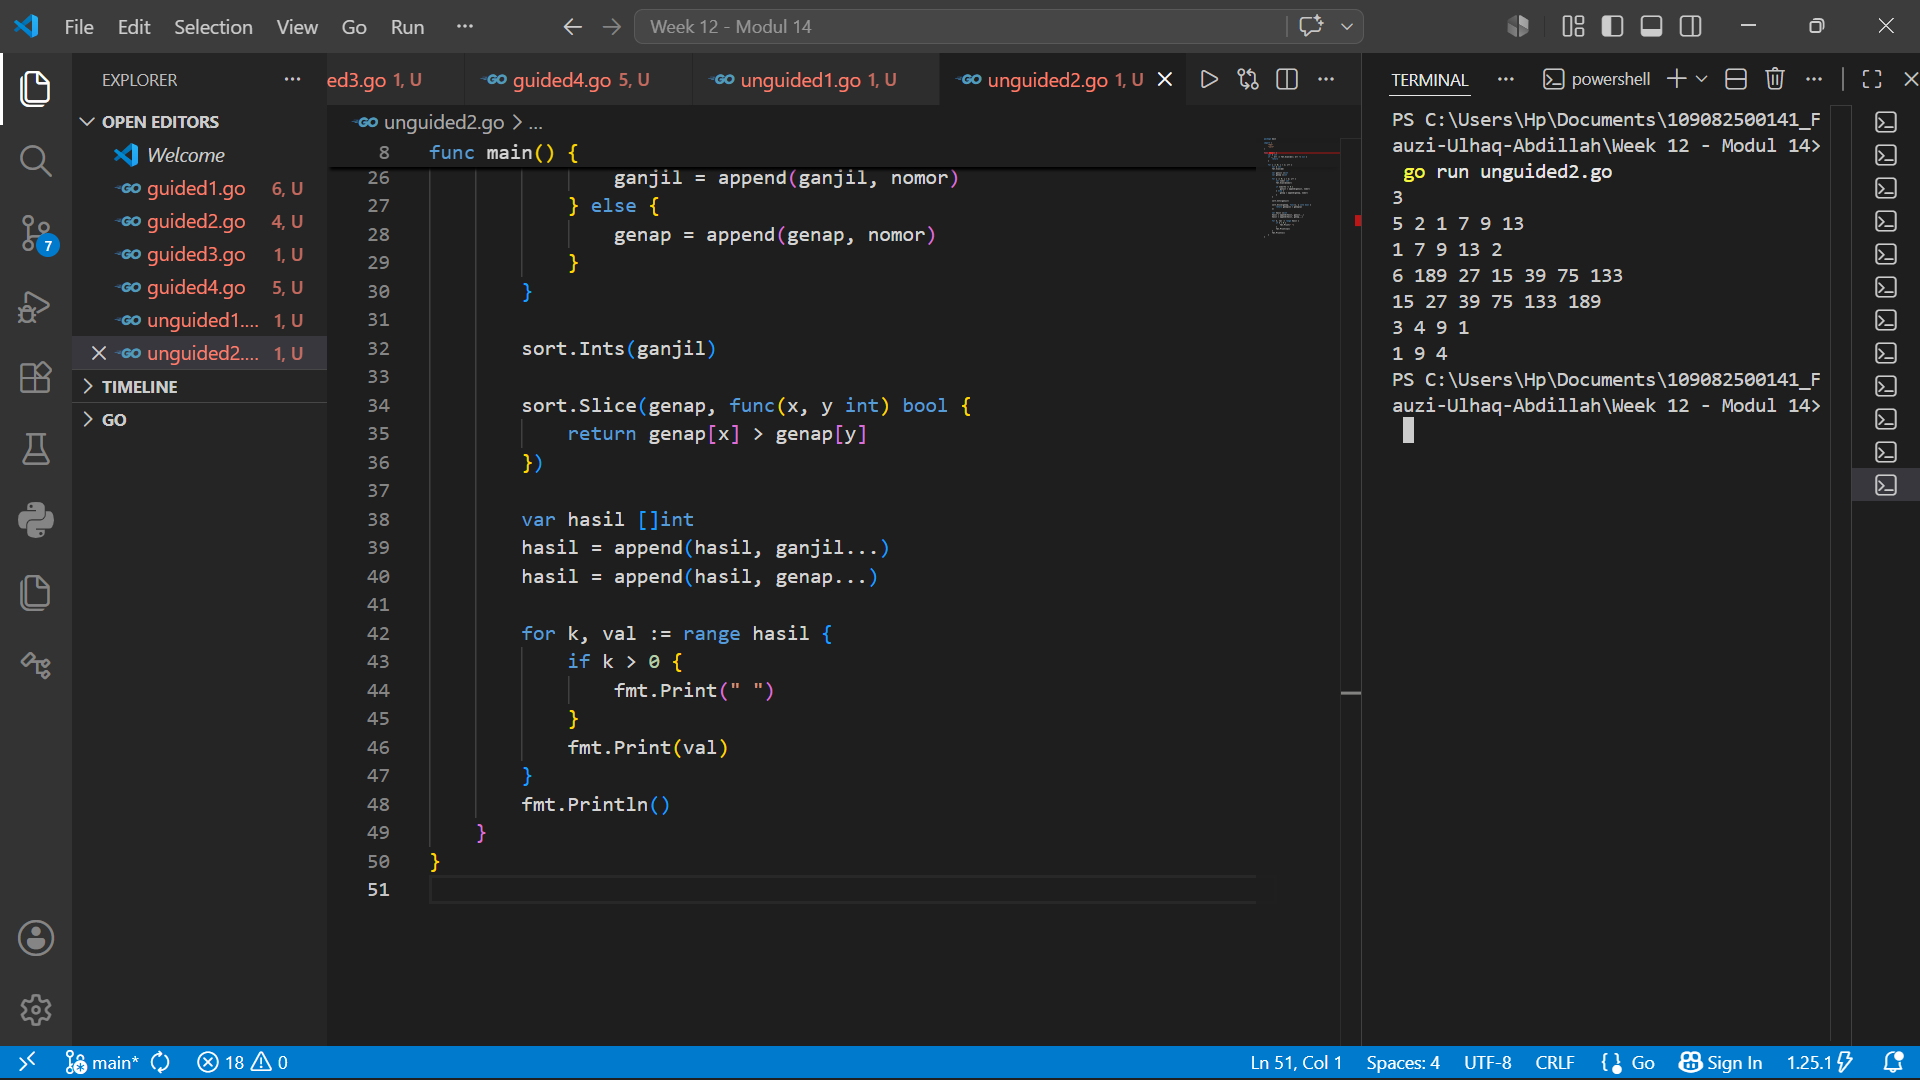 File Edit Selection View Go Run ··· Week 12 - Modul 14
EXPLORER ···
OPEN EDITORS
Welcome
guided1.go 6, U
guided2.go 4, U
guided3.go 1, U
guided4.go 5, U
unguided1.... 1, U
unguided2.... 1, U
TIMELINE
GO
7
ed3.go 1, U guided4.go 5, U unguided1.go 1, U unguided2.go 1, U
unguided2.go > ...
8 func main() {
26 ganjil = append(ganjil, nomor)
27 } else {
28 genap = append(genap, nomor)
29 }
30 }
31
32 sort.Ints(ganjil)
33
34 sort.Slice(genap, func(x, y int) bool {
35 return genap[x] > genap[y]
36 })
37
38 var hasil []int
39 hasil = append(hasil, ganjil...)
40 hasil = append(hasil, genap...)
41
42 for k, val := range hasil {
43 if k > 0 {
44 fmt.Print(" ")
45 }
46 fmt.Print(val)
47 }
48 fmt.Println()
49 }
50 }
51
TERMINAL ··· powershell
PS C:\Users\Hp\Documents\109082500141_F
auzi-Ulhaq-Abdillah\Week 12 - Modul 14>
go run unguided2.go
3
5 2 1 7 9 13
1 7 9 13 2
6 189 27 15 39 75 133
15 27 39 75 133 189
3 4 9 1
1 9 4
PS C:\Users\Hp\Documents\109082500141_F
auzi-Ulhaq-Abdillah\Week 12 - Modul 14>
main* 18 0 Ln 51, Col 1 Spaces: 4 UTF-8 CRLF {} Go Sign In 1.25.1